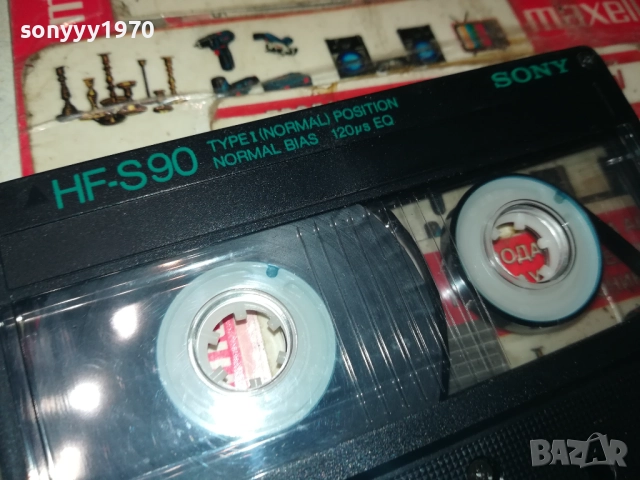 sonyyy1970
maxell
SONY
HF-S90
TYPE I (NORMAL) POSITION
NORMAL BIAS 120µs EQ
ОДА
BAZAR